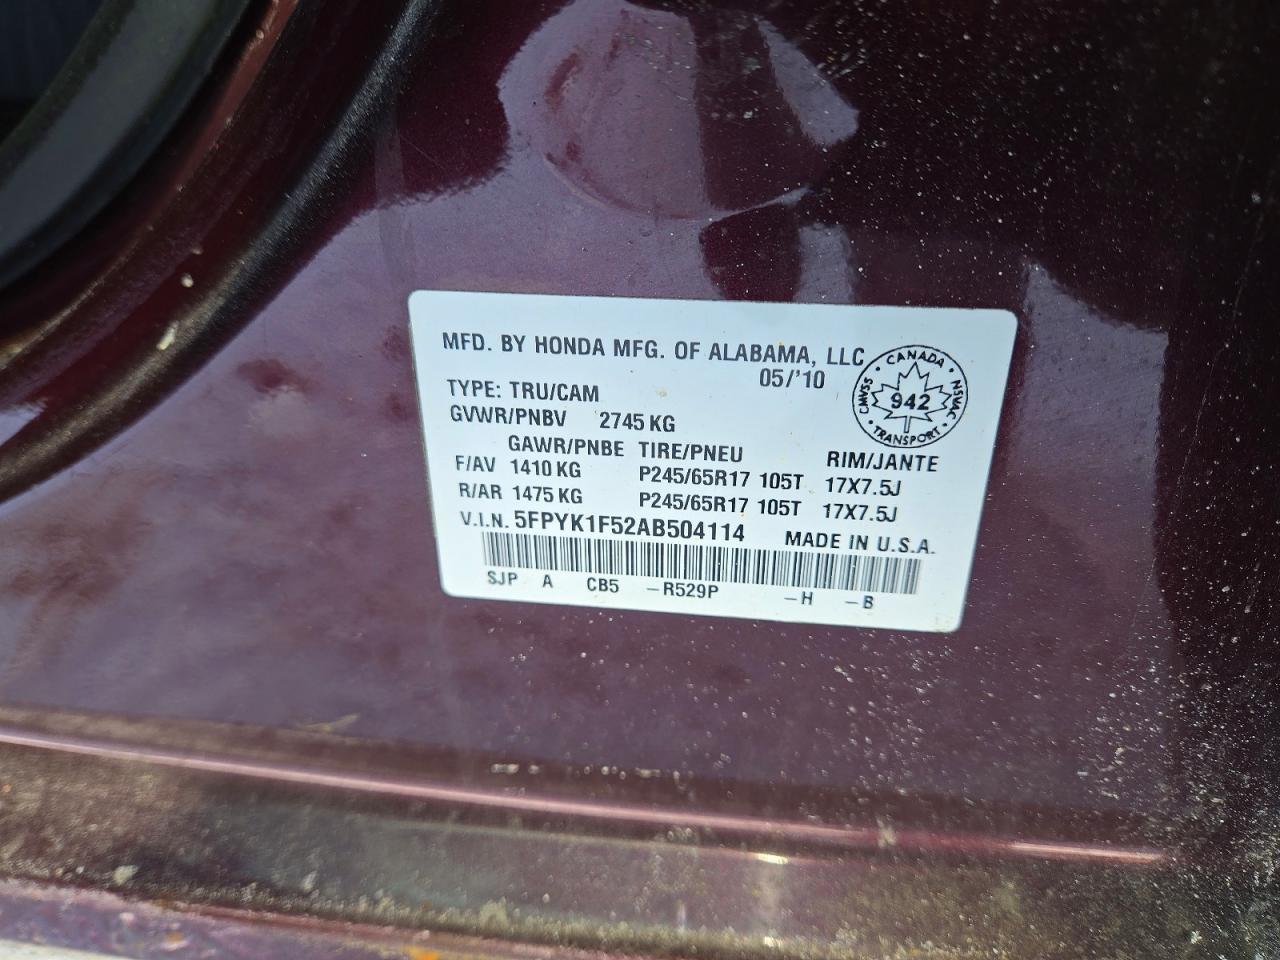 MFD. BY HONDA MFG. OF ALABAMA, LLC
05/'10
TYPE: TRU/CAM
GVWR/PNBV 2745 KG
GAWR/PNBE TIRE/PNEU RIM/JANTE
F/AV 1410 KG P245/65R17 105T 17X7.5J
R/AR 1475 KG P245/65R17 105T 17X7.5J
V.I.N. 5FPYK1F52AB504114 MADE IN U.S.A.
SJP A CB5 –R529P –H –B
CANADA
CMVSS 942 NSVAC
TRANSPORT